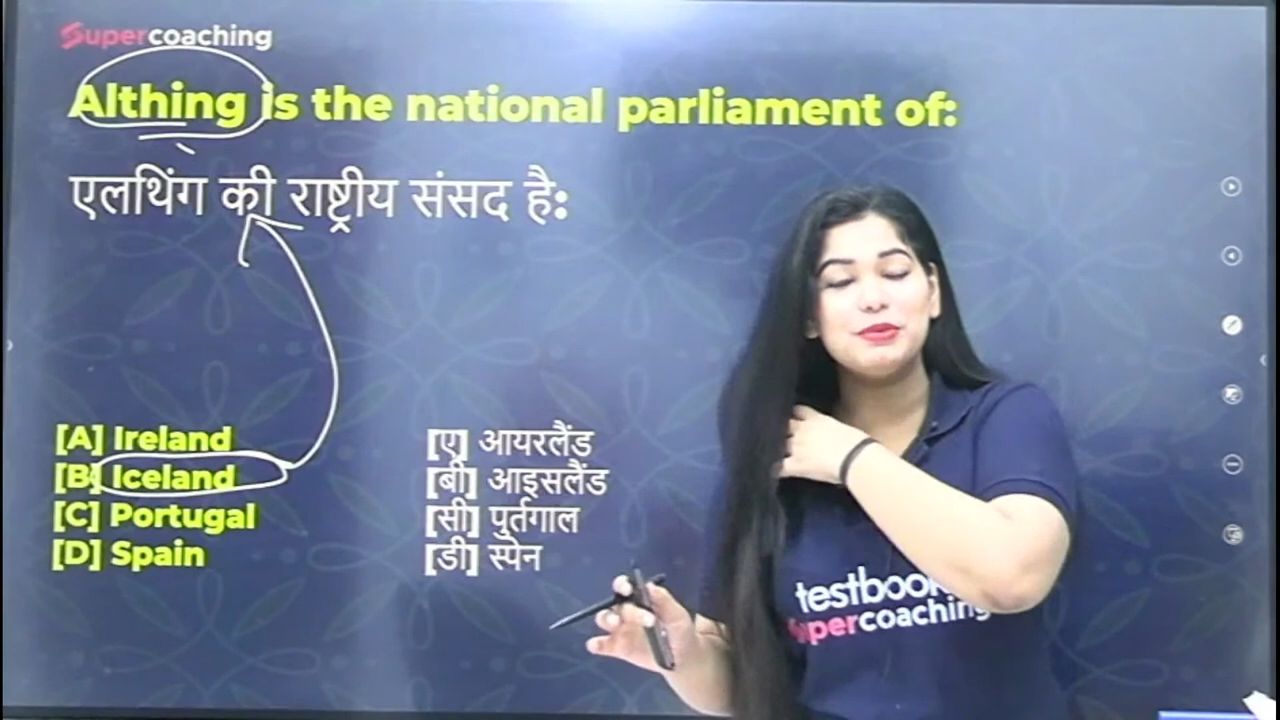 Supercoaching
Althing is the national parliament of:
एलथिंग की राष्ट्रीय संसद है:
[A] Ireland
[B] Iceland
[C] Portugal
[D] Spain
[ए] आयरलैंड
[बी] आइसलैंड
[सी] पुर्तगाल
[डी] स्पेन
testbook
Supercoaching